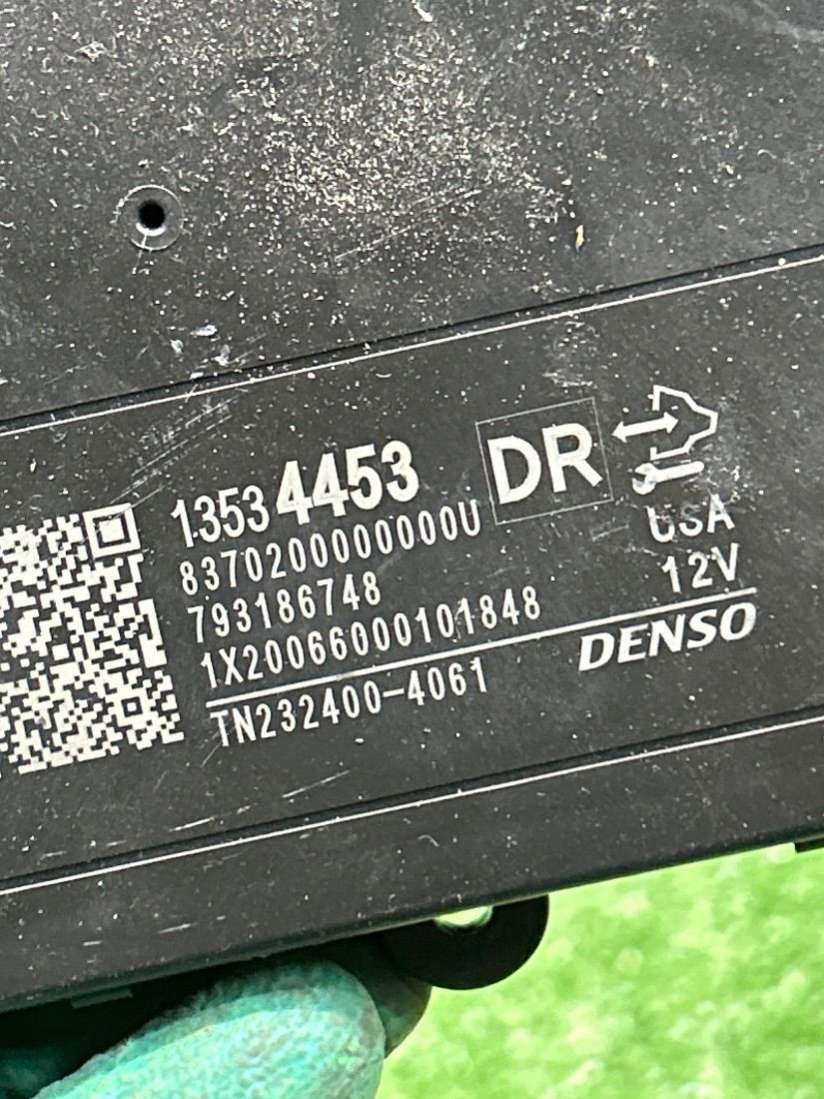 13534453 DR
8370200000000U USA
793186748 12V
1X20066000101848
DENSO
TN232400-4061